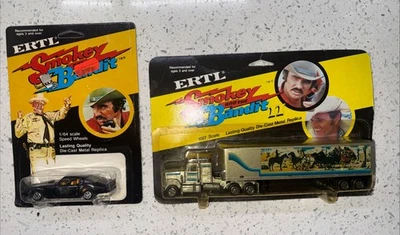 Recommended for
ages 3 and over
ERTL
Smokey
Bandit
1/64 scale
Speed Wheels
Lasting Quality
Die-Cast Metal Replica
Recommended for
ages 3 and over
ERTL
Smokey
AND THE
Bandit
22
Scale Lasting Quality Die-Cast Metal Replica